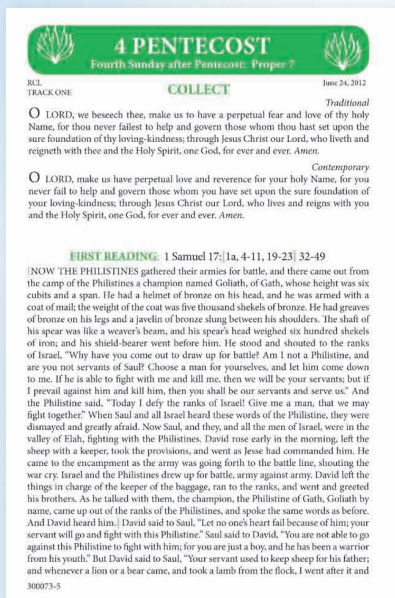 4 PENTECOST
Fourth Sunday after Pentecost: Proper 7
RCL
TRACK ONE
COLLECT
June 24, 2012
Traditional
O LORD, we beseech thee, make us to have a perpetual fear and love of thy holy
Name, for thou never failest to help and govern those whom thou hast set upon the
sure foundation of thy loving-kindness; through Jesus Christ our Lord, who liveth and
reigneth with thee and the Holy Spirit, one God, for ever and ever. Amen.
Contemporary
O LORD, make us have perpetual love and reverence for your holy Name, for you
never fail to help and govern those whom you have set upon the sure foundation of
your loving-kindness; through Jesus Christ our Lord, who lives and reigns with you
and the Holy Spirit, one God, for ever and ever. Amen.
FIRST READING: 1 Samuel 17:[1a, 4-11, 19-23] 32-49
[NOW THE PHILISTINES gathered their armies for battle, and there came out from
the camp of the Philistines a champion named Goliath, of Gath, whose height was six
cubits and a span. He had a helmet of bronze on his head, and he was armed with a
coat of mail; the weight of the coat was five thousand shekels of bronze. He had greaves
of bronze on his legs and a javelin of bronze slung between his shoulders. The shaft of
his spear was like a weaver's beam, and his spear's head weighed six hundred shekels
of iron; and his shield-bearer went before him. He stood and shouted to the ranks
of Israel, "Why have you come out to draw up for battle? Am I not a Philistine, and
are you not servants of Saul? Choose a man for yourselves, and let him come down
to me. If he is able to fight with me and kill me, then we will be your servants; but if
I prevail against him and kill him, then you shall be our servants and serve us." And
the Philistine said, "Today I defy the ranks of Israel! Give me a man, that we may
fight together." When Saul and all Israel heard these words of the Philistine, they were
dismayed and greatly afraid. Now Saul, and they, and all the men of Israel, were in the
valley of Elah, fighting with the Philistines. David rose early in the morning, left the
sheep with a keeper, took the provisions, and went as Jesse had commanded him. He
came to the encampment as the army was going forth to the battle line, shouting the
war cry. Israel and the Philistines drew up for battle, army against army. David left the
things in charge of the keeper of the baggage, ran to the ranks, and went and greeted
his brothers. As he talked with them, the champion, the Philistine of Gath, Goliath by
name, came up out of the ranks of the Philistines, and spoke the same words as before.
And David heard him.] David said to Saul, "Let no one's heart fail because of him; your
servant will go and fight with this Philistine." Saul said to David, "You are not able to go
against this Philistine to fight with him; for you are just a boy, and he has been a warrior
from his youth." But David said to Saul, "Your servant used to keep sheep for his father;
and whenever a lion or a bear came, and took a lamb from the flock, I went after it and
300073-5